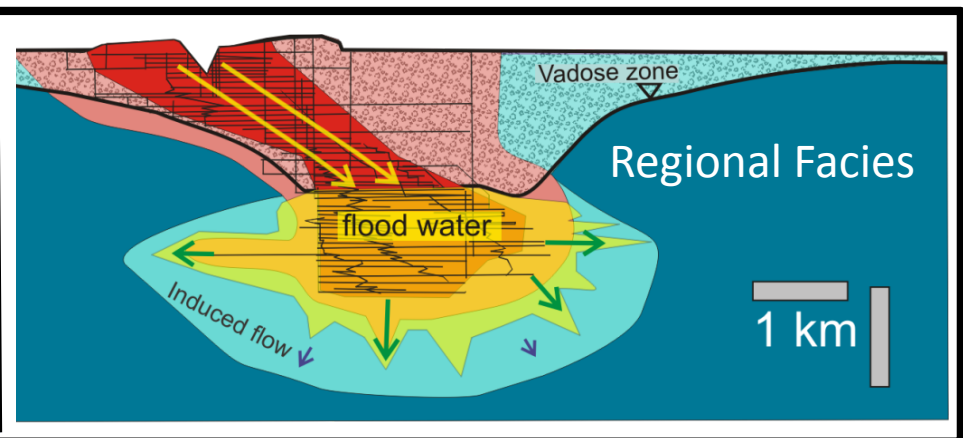 Vadose zone
Regional Facies
flood water
Induced flow
1 km